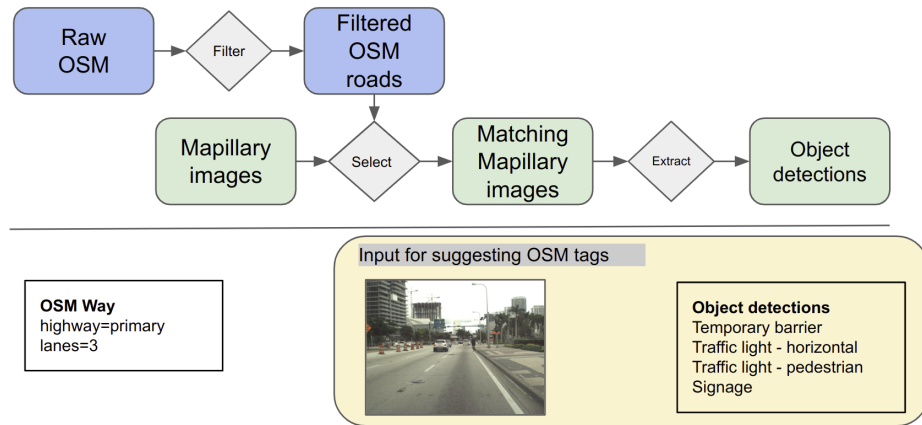 Raw
OSM
Filter
Filtered
OSM
roads
Mapillary
images
Select
Matching
Mapillary
images
Extract
Object
detections
Input for suggesting OSM tags
OSM Way
highway=primary
lanes=3
Object detections
Temporary barrier
Traffic light - horizontal
Traffic light - pedestrian
Signage